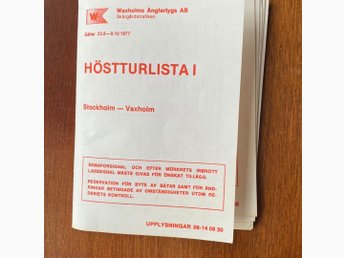 Waxholms Ånglartygs AB
Skärgårdstrafiken
Gäller 22.8—9.10 1977
HÖSTTURLISTA I
Stockholm — Vaxholm
SEMAFORSIGNAL OCH EFTER MÖRKRETS INBROTT
LJUSSIGNAL MÅSTE GIVAS FÖR ÖNSKAT TILLÄGG.
RESERVATION FÖR BYTE AV BÅTAR SAMT FÖR ÄND-
RINGAR BETINGADE AV OMSTÄNDIGHETER UTOM RE-
DERIETS KONTROLL.
UPPLYSNINGAR 08-14 08 30